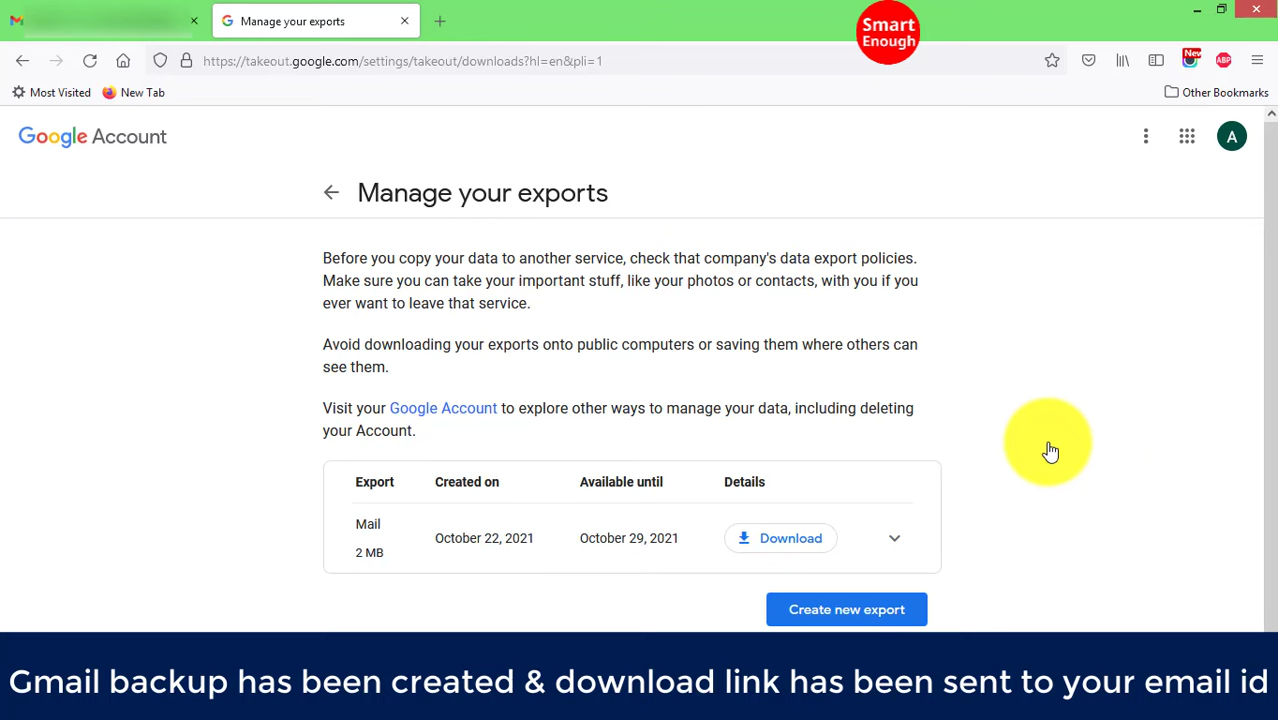 Manage your exports
Smart
Enough
https://takeout.google.com/settings/takeout/downloads?hl=en&pli=1
New
ABP
Most Visited
New Tab
Other Bookmarks
Google Account
A
Manage your exports
Before you copy your data to another service, check that company's data export policies.
Make sure you can take your important stuff, like your photos or contacts, with you if you
ever want to leave that service.
Avoid downloading your exports onto public computers or saving them where others can
see them.
Visit your Google Account to explore other ways to manage your data, including deleting
your Account.
Export Created on Available until Details
Mail
2 MB
October 22, 2021 October 29, 2021 Download
Create new export
Gmail backup has been created & download link has been sent to your email id